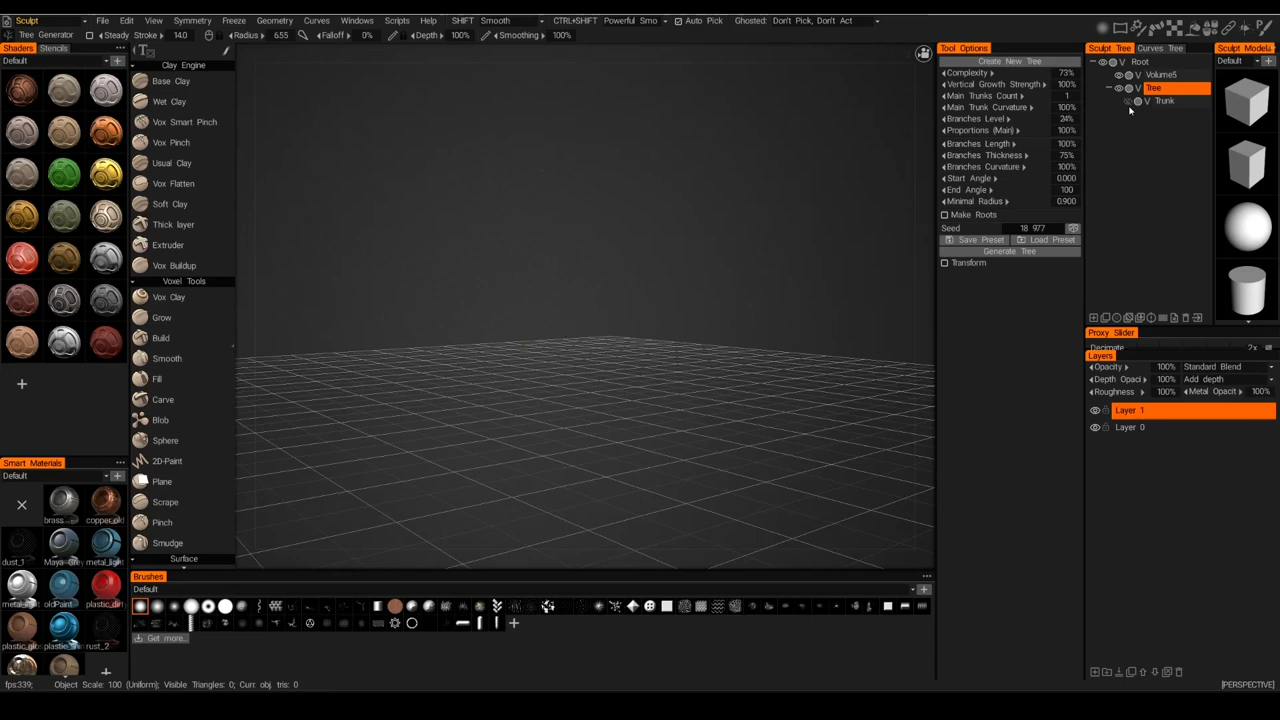 Sculpt File Edit View Symmetry Freeze Geometry Curves Windows Scripts Help SHIFT Smooth CTRL+SHIFT Powerful Smo Auto Pick Ghosted: Don't Pick, Don't Act
Tree Generator Steady Stroke 14.0 Radius 6.55 Falloff 0% Depth 100% Smoothing 100%
Shaders Stencils
Default
Clay Engine
Base Clay
Wet Clay
Vox Smart Pinch
Vox Pinch
Usual Clay
Vox Flatten
Soft Clay
Thick layer
Extruder
Vox Buildup
Voxel Tools
Vox Clay
Grow
Build
Smooth
Fill
Carve
Blob
Sphere
2D-Paint
Plane
Scrape
Pinch
Smudge
Surface
Smart Materials
Default
brass copper_old
dust_1 Maya_Grey metal_light
oldPaint plastic_dirt
rust_2
Brushes
Default
Get more..
Tool Options
Create New Tree
Complexity 73%
Vertical Growth Strength 100%
Main Trunks Count 1
Main Trunk Curvature 100%
Branches Level 24%
Proportions (Main) 100%
Branches Length 100%
Branches Thickness 75%
Branches Curvature 100%
Start Angle 0.000
End Angle 100
Minimal Radius 0.900
Make Roots
Seed 18 977
Save Preset Load Preset
Generate Tree
Transform
Sculpt Tree Curves Tree
V Root
V Volume5
V Tree
V Trunk
Sculpt Model
Default
Proxy Slider
Decimate 2x
Layers
Opacity 100% Standard Blend
Depth Opaci 100% Add depth
Roughness 100% Metal Opacit 100%
Layer 1
Layer 0
fps:339; Object Scale: 100 (Uniform); Visible Triangles: 0; Curr. obj. tris: 0 [PERSPECTIVE]